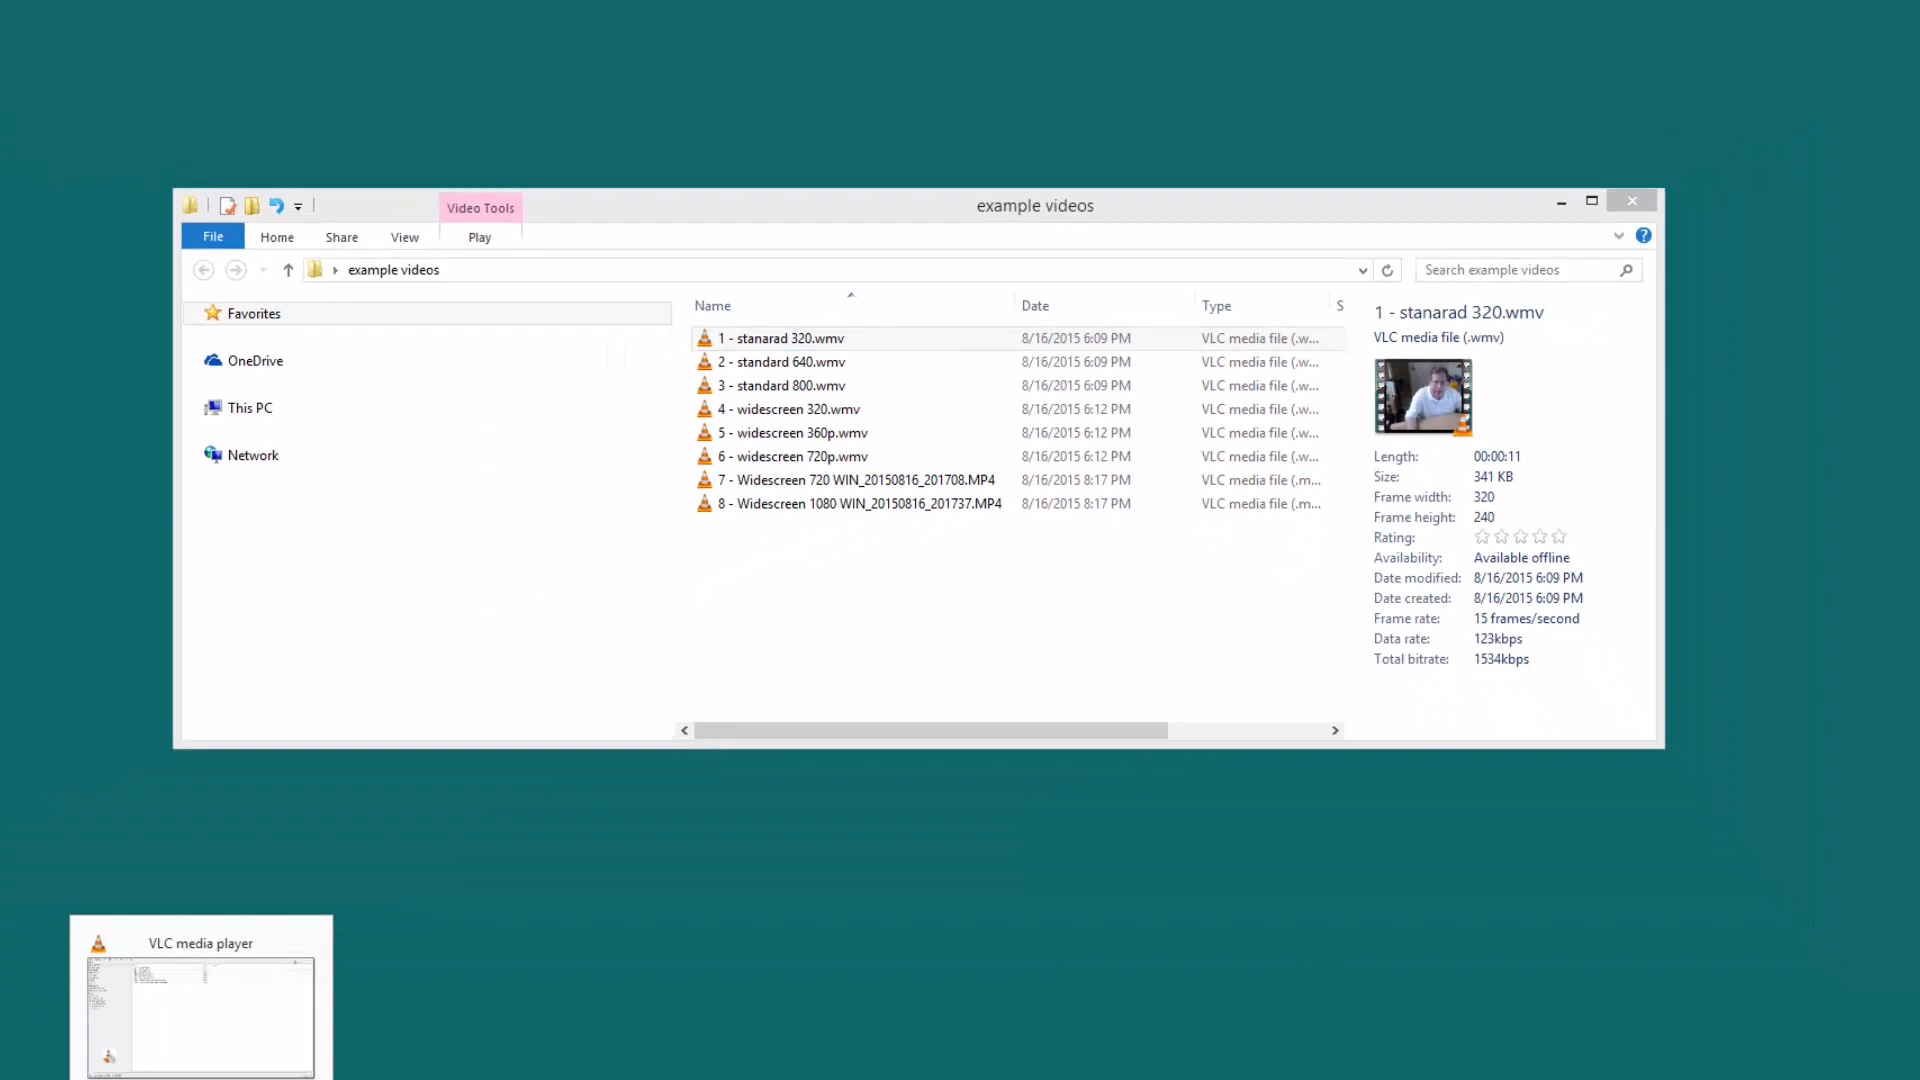 Video Tools
example videos
File
Home
Share
View
Play
example videos
Search example videos
Favorites
OneDrive
This PC
Network
Name
Date
Type
S
1 - stanarad 320.wmv 8/16/2015 6:09 PM VLC media file (.w...
2 - standard 640.wmv 8/16/2015 6:09 PM VLC media file (.w...
3 - standard 800.wmv 8/16/2015 6:09 PM VLC media file (.w...
4 - widescreen 320.wmv 8/16/2015 6:12 PM VLC media file (.w...
5 - widescreen 360p.wmv 8/16/2015 6:12 PM VLC media file (.w...
6 - widescreen 720p.wmv 8/16/2015 6:12 PM VLC media file (.w...
7 - Widescreen 720 WIN_20150816_201708.MP4 8/16/2015 8:17 PM VLC media file (.m...
8 - Widescreen 1080 WIN_20150816_201737.MP4 8/16/2015 8:17 PM VLC media file (.m...
1 - stanarad 320.wmv
VLC media file (.wmv)
Length: 00:00:11
Size: 341 KB
Frame width: 320
Frame height: 240
Rating:
Availability: Available offline
Date modified: 8/16/2015 6:09 PM
Date created: 8/16/2015 6:09 PM
Frame rate: 15 frames/second
Data rate: 123kbps
Total bitrate: 1534kbps
VLC media player